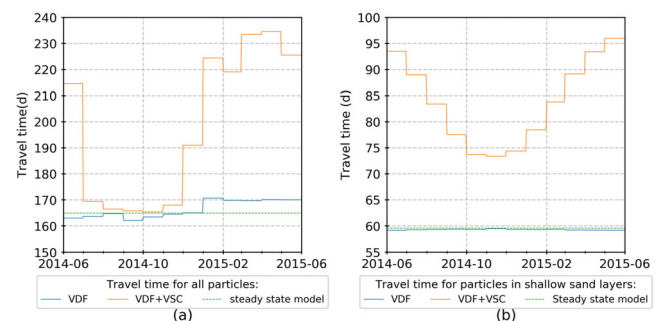 240
230
220
210
200
190
180
170
160
150
Travel time(d)
2014-06 2014-10 2015-02 2015-06
Travel time for all particles:
VDF VDF+VSC steady state model
(a)
100
95
90
85
80
75
70
65
60
55
Travel time (d)
2014-06 2014-10 2015-02 2015-06
Travel time for particles in shallow sand layers:
VDF VDF+VSC Steady state model
(b)